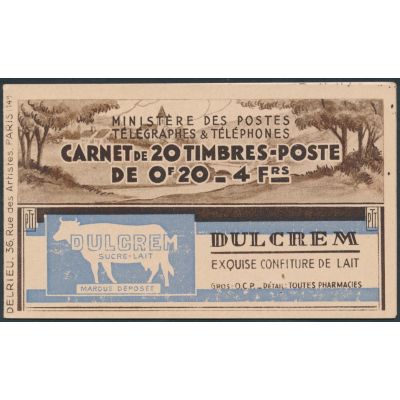 MINISTÈRE DES POSTES
TÉLÉGRAPHES & TÉLÉPHONES
CARNET DE 20 TIMBRES-POSTE
DE 0F20 = 4 FRS
DELRIEU, 36, Rue des Artistes, PARIS (14e)
PTT
PTT
DULCREM
SUCRE-LAIT
MARQUE DÉPOSÉE
DULCREM
EXQUISE CONFITURE DE LAIT
GROS: O.C.P. - DÉTAIL: TOUTES PHARMACIES